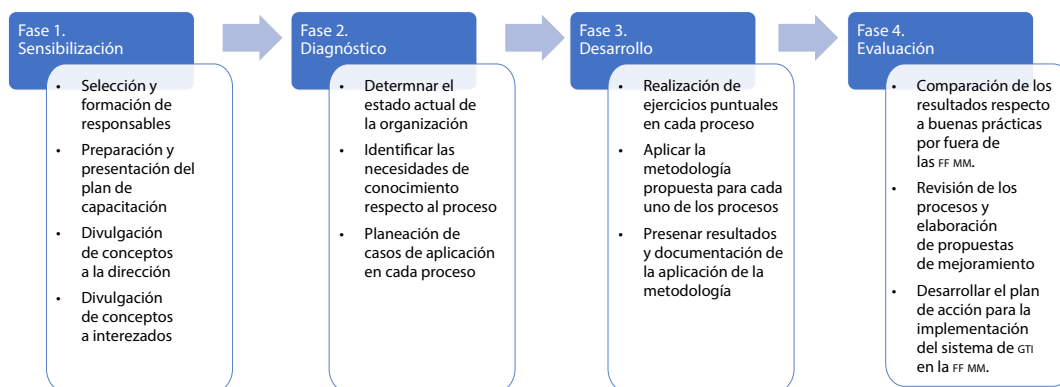 Fase 1.
Sensibilización
• Selección y
formación de
responsables
• Preparación y
presentación del
plan de
capacitación
• Divulgación
de conceptos
a la dirección
• Divulgación
de conceptos
a interezados
Fase 2.
Diagnóstico
• Determnar el
estado actual de
la organización
• Identificar las
necesidades de
conocimiento
respecto al proceso
• Planeación de
casos de aplicación
en cada proceso
Fase 3.
Desarrollo
• Realización de
ejercicios puntuales
en cada proceso
• Aplicar la
metodología
propuesta para cada
uno de los procesos
• Presenar resultados
y documentación de
la aplicación de la
metodología
Fase 4.
Evaluación
• Comparación de los
resultados respecto
a buenas prácticas
por fuera de
las FF MM.
• Revisión de los
procesos y
elaboración
de propuestas
de mejoramiento
• Desarrollar el plan
de acción para la
implementación
del sistema de GTI
en la FF MM.